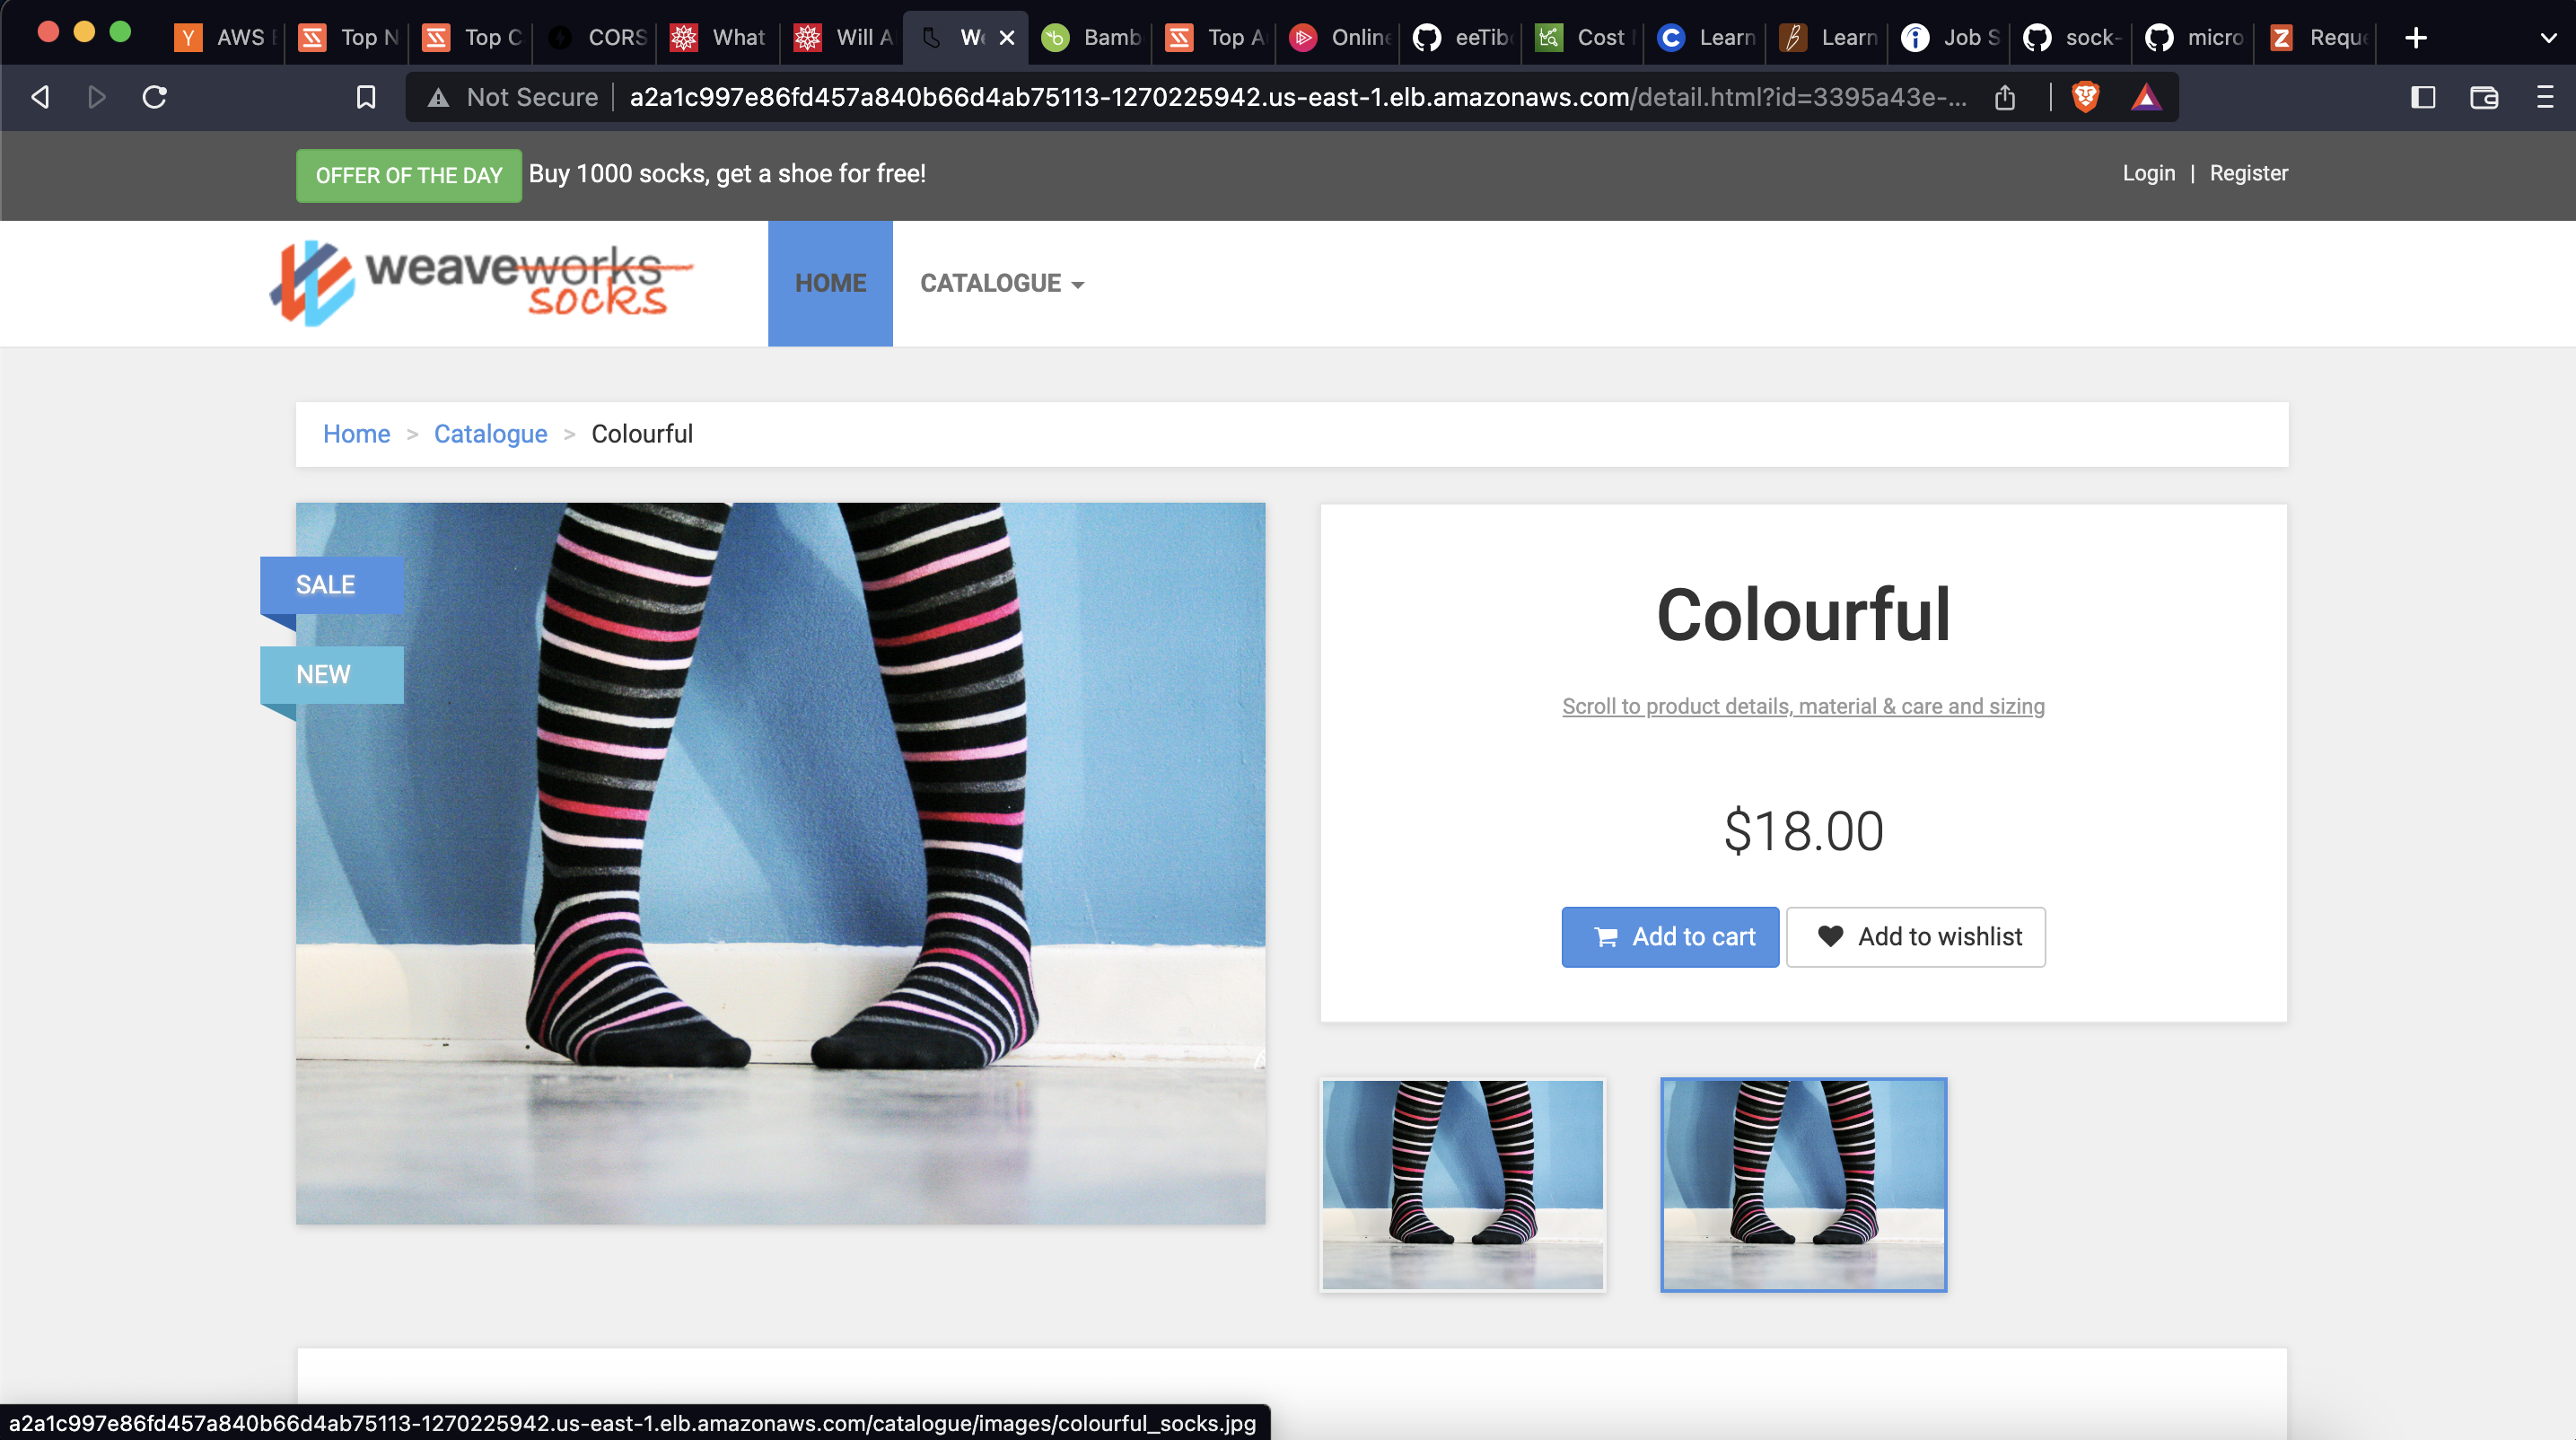 AWS Top N Top C CORS What Will A We Bamb Top A Online eeTib Cost Learn Learn Job S sock- micro Reque
Not Secure a2a1c997e86fd457a840b66d4ab75113-1270225942.us-east-1.elb.amazonaws.com/detail.html?id=3395a43e-...
OFFER OF THE DAY Buy 1000 socks, get a shoe for free! Login | Register
weaveworks socks HOME CATALOGUE
Home > Catalogue > Colourful
SALE
NEW
Colourful
Scroll to product details, material & care and sizing
$18.00
Add to cart Add to wishlist
a2a1c997e86fd457a840b66d4ab75113-1270225942.us-east-1.elb.amazonaws.com/catalogue/images/colourful_socks.jpg